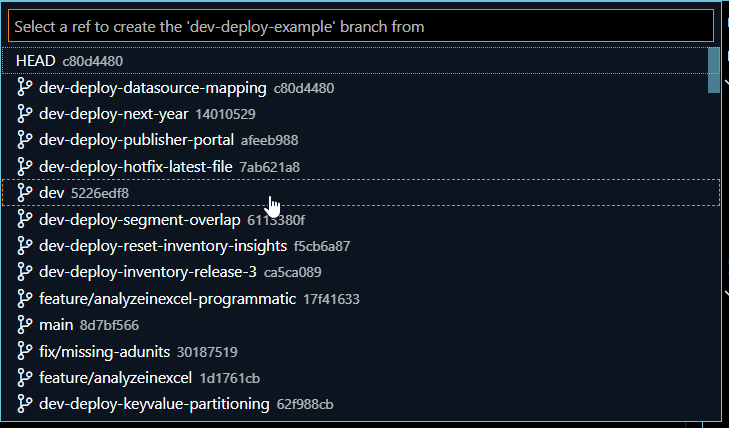 Select a ref to create the 'dev-deploy-example' branch from
HEAD c80d4480
dev-deploy-datasource-mapping c80d4480
dev-deploy-next-year 14010529
dev-deploy-publisher-portal afeeb988
dev-deploy-hotfix-latest-file 7ab621a8
dev 5226edf8
dev-deploy-segment-overlap 6113380f
dev-deploy-reset-inventory-insights f5cb6a87
dev-deploy-inventory-release-3 ca5ca089
feature/analyzeinexcel-programmatic 17f41633
main 8d7bf566
fix/missing-adunits 30187519
feature/analyzeinexcel 1d1761cb
dev-deploy-keyvalue-partitioning 62f988cb